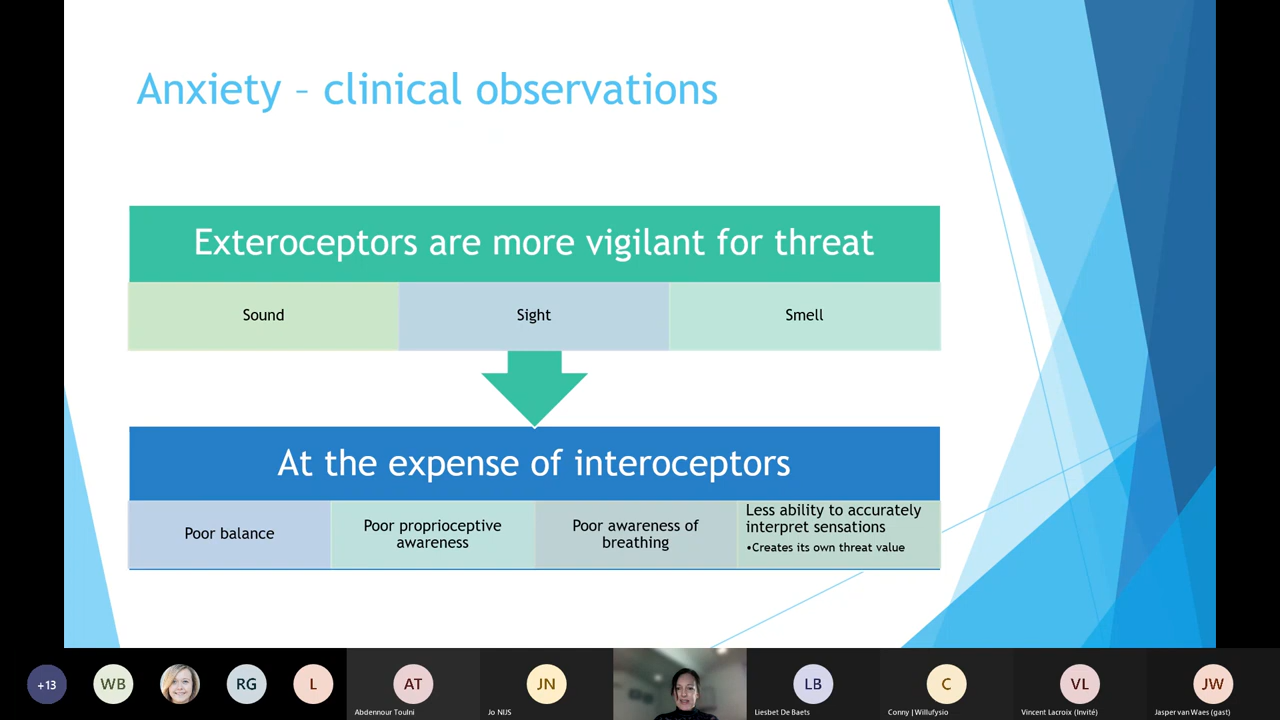 Anxiety – clinical observations
Exteroceptors are more vigilant for threat
Sound
Sight
Smell
At the expense of interoceptors
Poor balance
Poor proprioceptive
awareness
Poor awareness of
breathing
Less ability to accurately
interpret sensations
•Creates its own threat value
+13
WB
RG
L
AT
Abdennour Toulni
JN
Jo NIJS
LB
Liesbet De Baets
C
Conny | Willufysio
VL
Vincent Lacroix (Invité)
JW
Jasper van Waes (gast)